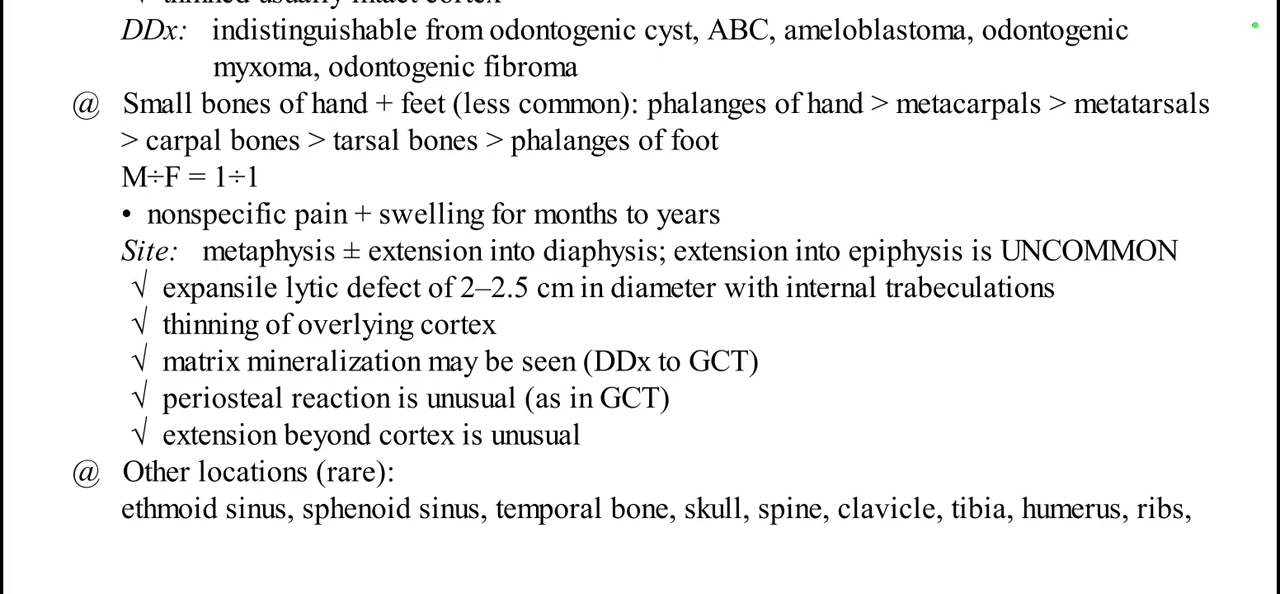 √ thinned usually intact cortex
DDx: indistinguishable from odontogenic cyst, ABC, ameloblastoma, odontogenic
myxoma, odontogenic fibroma
@ Small bones of hand + feet (less common): phalanges of hand > metacarpals > metatarsals
> carpal bones > tarsal bones > phalanges of foot
M÷F = 1÷1
• nonspecific pain + swelling for months to years
Site: metaphysis ± extension into diaphysis; extension into epiphysis is UNCOMMON
√ expansile lytic defect of 2–2.5 cm in diameter with internal trabeculations
√ thinning of overlying cortex
√ matrix mineralization may be seen (DDx to GCT)
√ periosteal reaction is unusual (as in GCT)
√ extension beyond cortex is unusual
@ Other locations (rare):
ethmoid sinus, sphenoid sinus, temporal bone, skull, spine, clavicle, tibia, humerus, ribs,